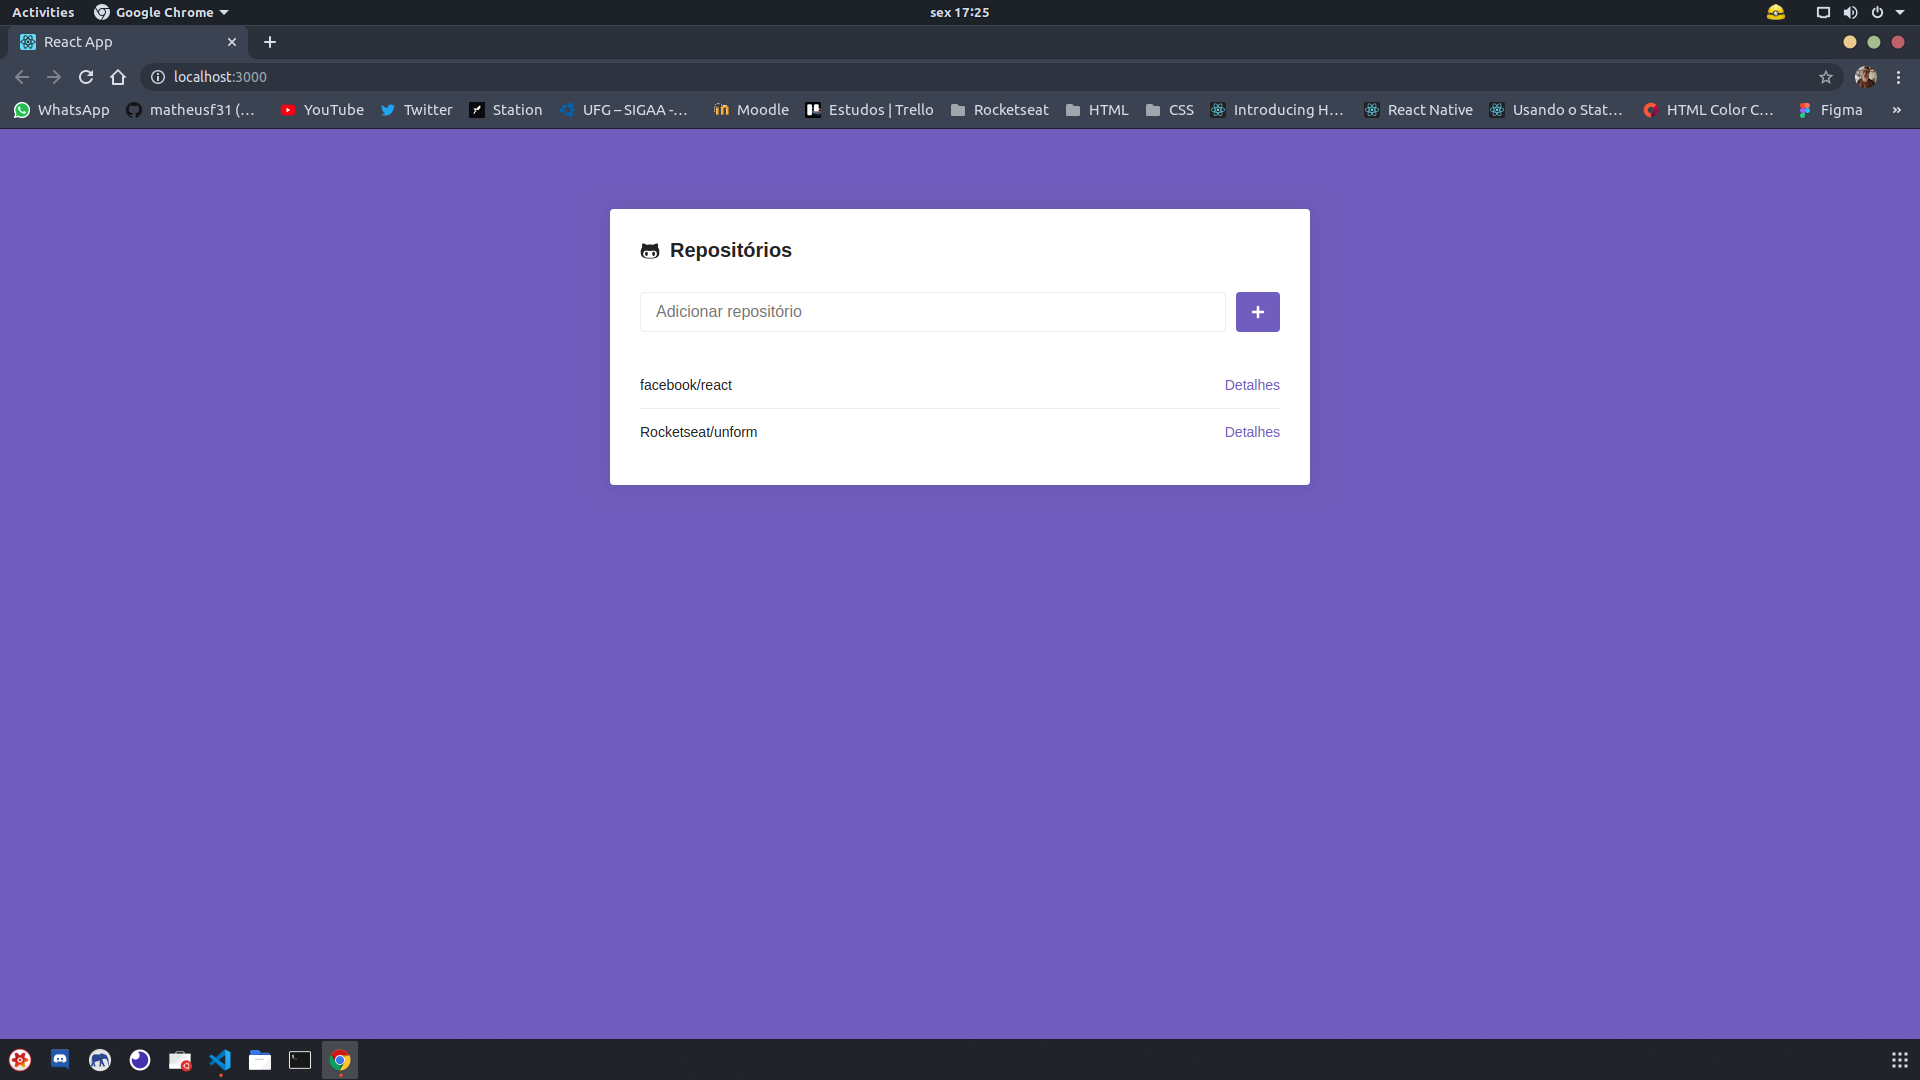 Activities Google Chrome sex 17:25
React App
localhost:3000
WhatsApp matheusf31 (... YouTube Twitter Station UFG – SIGAA -... Moodle Estudos | Trello Rocketseat HTML CSS Introducing H... React Native Usando o Stat... HTML Color C... Figma »
Repositórios
Adicionar repositório +
facebook/react Detalhes
Rocketseat/unform Detalhes